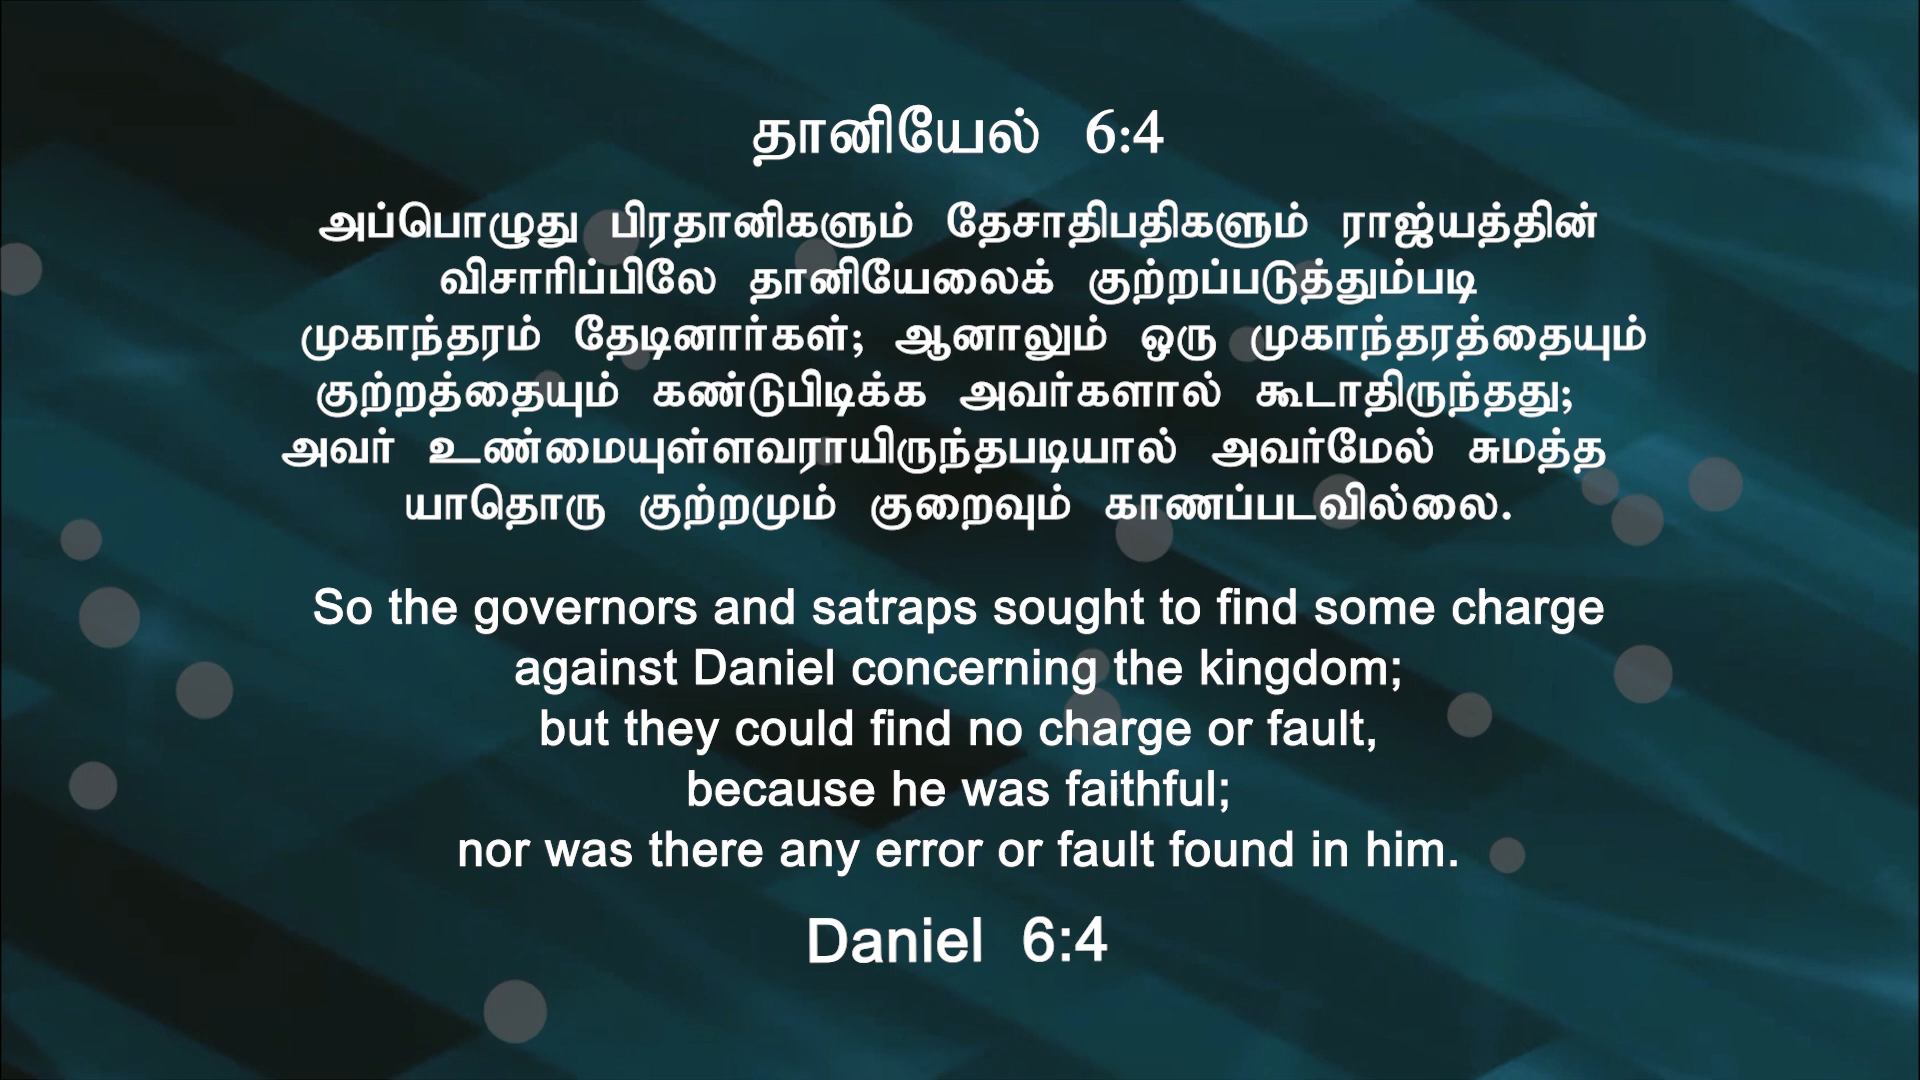 தானியேல் 6:4
அப்பொழுது பிரதானிகளும் தேசாதிபதிகளும் ராஜ்யத்தின்
விசாரிப்பிலே தானியேலைக் குற்றப்படுத்தும்படி
முகாந்தரம் தேடினார்கள்; ஆனாலும் ஒரு முகாந்தரத்தையும்
குற்றத்தையும் கண்டுபிடிக்க அவர்களால் கூடாதிருந்தது;
அவர் உண்மையுள்ளவராயிருந்தபடியால் அவர்மேல் சுமத்த
யாதொரு குற்றமும் குறைவும் காணப்படவில்லை.
So the governors and satraps sought to find some charge
against Daniel concerning the kingdom;
but they could find no charge or fault,
because he was faithful;
nor was there any error or fault found in him.
Daniel 6:4